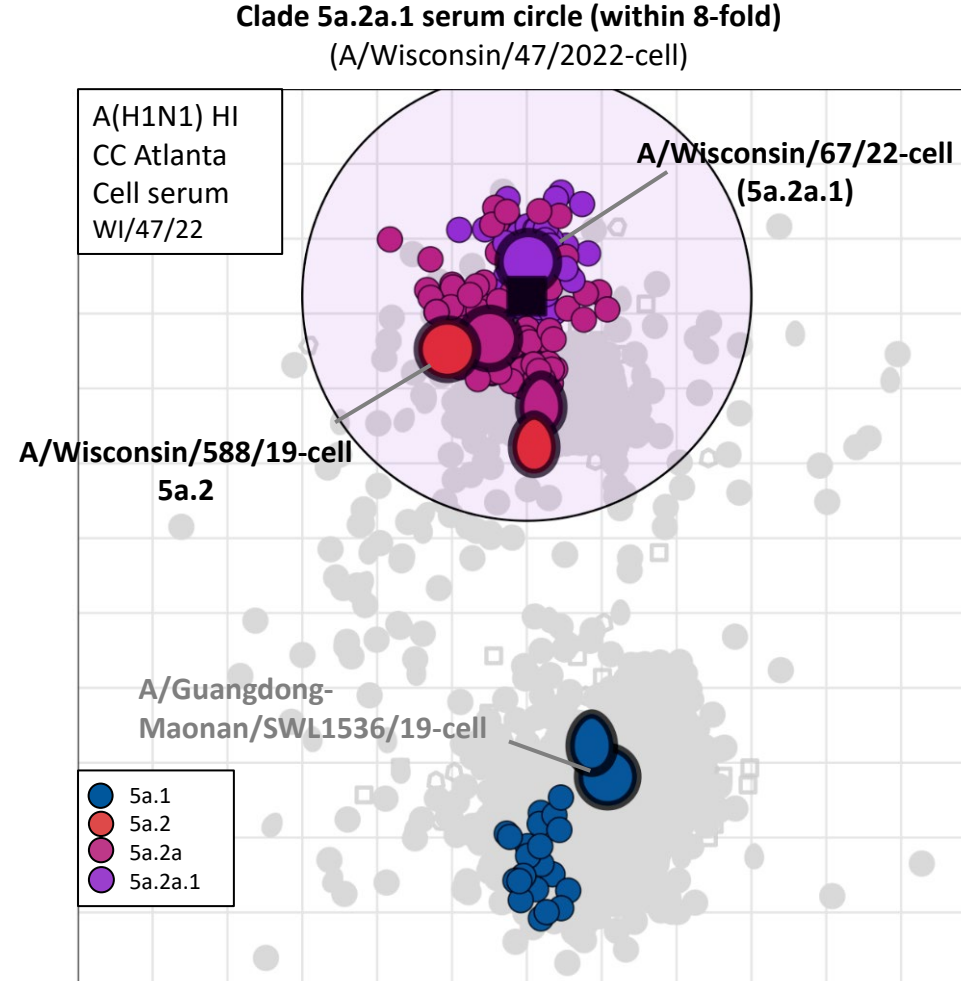 Clade 5a.2a.1 serum circle (within 8-fold)
(A/Wisconsin/47/2022-cell)
A(H1N1) HI
CC Atlanta
Cell serum
WI/47/22
A/Wisconsin/67/22-cell
(5a.2a.1)
A/Wisconsin/588/19-cell
5a.2
A/Guangdong-
Maonan/SWL1536/19-cell
5a.1
5a.2
5a.2a
5a.2a.1